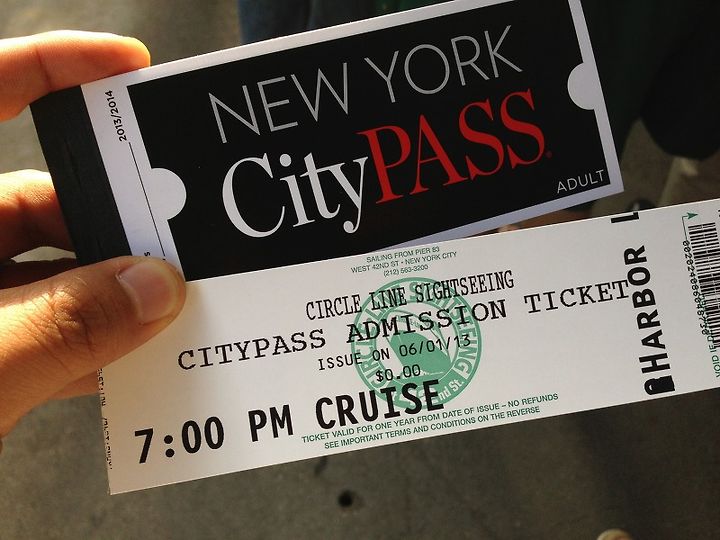 2013/2014
NEW YORK
CityPASS®
ADULT
SAILING FROM PIER 83
WEST 42ND ST • NEW YORK CITY
(212) 563-3200
CIRCLE LINE SIGHTSEEING
CITYPASS ADMISSION TICKET
ISSUE ON 06/01/13
$0.00
7:00 PM CRUISE
TICKET VALID FOR ONE YEAR FROM DATE OF ISSUE – NO REFUNDS
SEE IMPORTANT TERMS AND CONDITIONS ON THE REVERSE
HARBOR
VOID IF